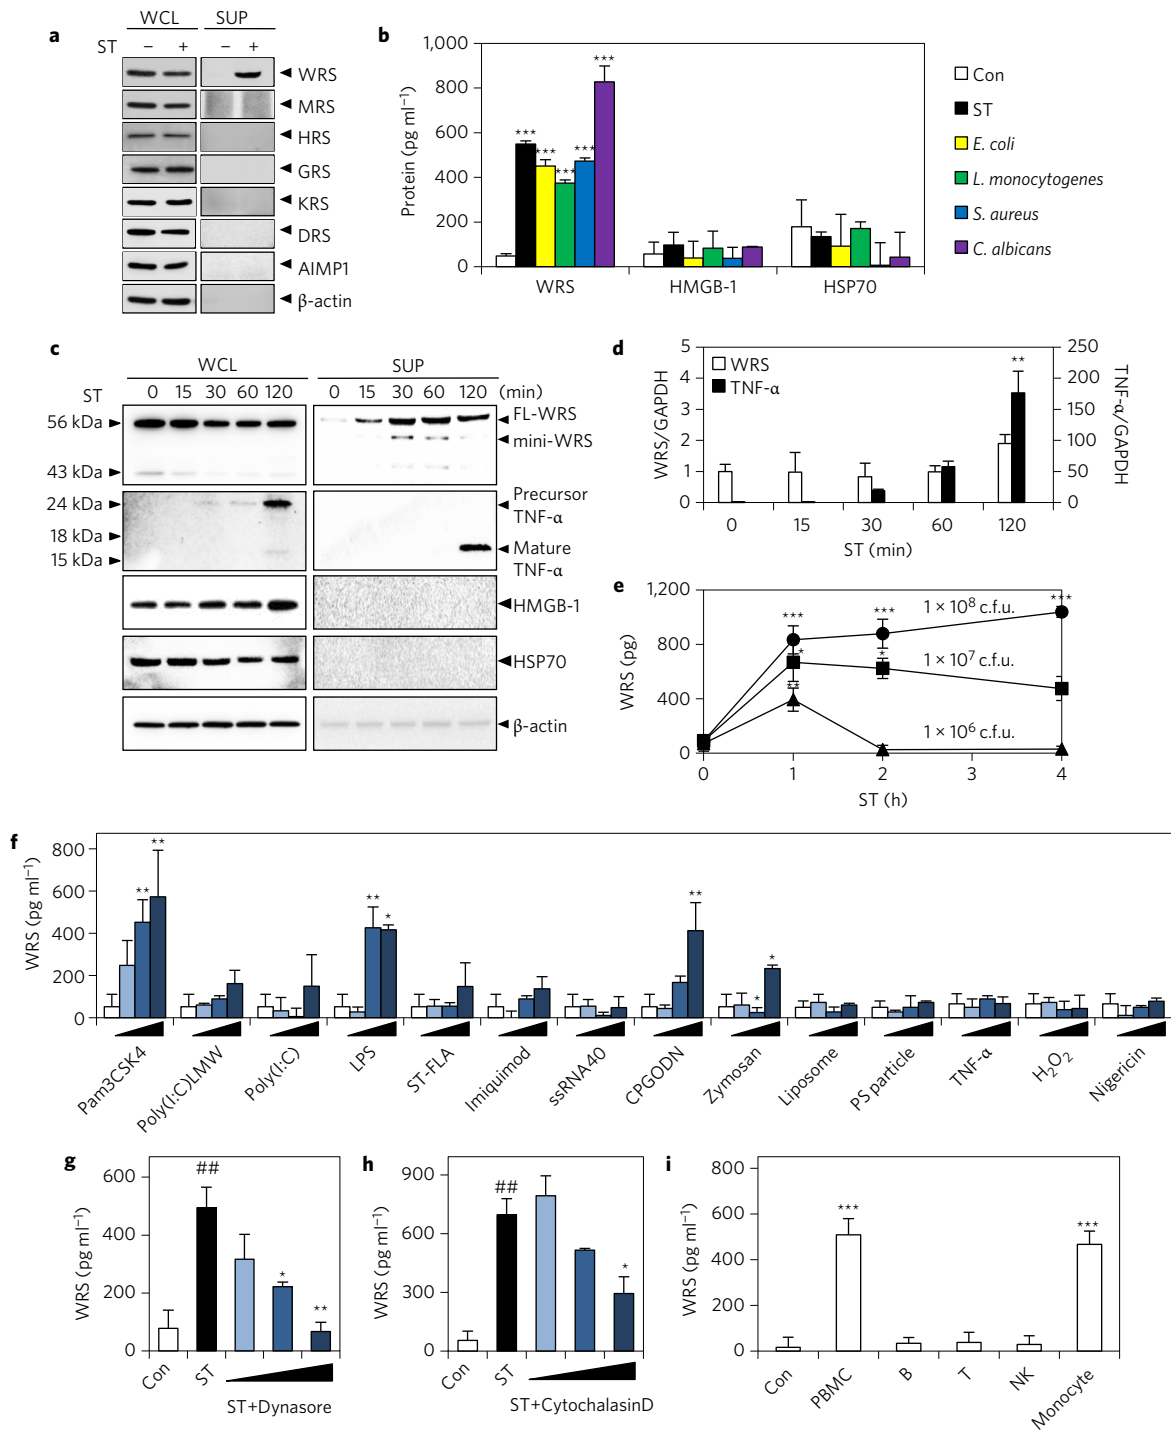 a
WCL SUP
ST − + − +
WRS
MRS
HRS
GRS
KRS
DRS
AIMP1
β-actin
b
Protein (pg ml⁻¹)
1,000
800
600
400
200
0
*** *** *** *** ***
WRS HMGB-1 HSP70
Con
ST
E. coli
L. monocytogenes
S. aureus
C. albicans
c
WCL SUP
ST 0 15 30 60 120 0 15 30 60 120 (min)
56 kDa
43 kDa
24 kDa
18 kDa
15 kDa
FL-WRS
mini-WRS
Precursor
TNF-α
Mature
TNF-α
HMGB-1
HSP70
β-actin
d
WRS/GAPDH
5
4
3
2
1
0
WRS
TNF-α
**
250
200
150
100
50
0
TNF-α/GAPDH
0 15 30 60 120
ST (min)
e
WRS (pg)
1,200
800
400
0
*** *** ***
* *
**
1 × 10⁸ c.f.u.
1 × 10⁷ c.f.u.
1 × 10⁶ c.f.u.
0 1 2 3 4
ST (h)
f
WRS (pg ml⁻¹)
800
600
400
200
0
** ** ** * ** * *
Pam3CSK4
Poly(I:C)LMW
Poly(I:C)
LPS
ST-FLA
Imiquimod
ssRNA40
CPGODN
Zymosan
Liposome
PS particle
TNF-α
H₂O₂
Nigericin
g
WRS (pg ml⁻¹)
600
400
200
0
## * **
Con ST
ST+Dynasore
h
WRS (pg ml⁻¹)
900
600
300
0
## *
Con ST
ST+CytochalasinD
i
WRS (pg ml⁻¹)
800
600
400
200
0
*** ***
Con PBMC B T NK Monocyte